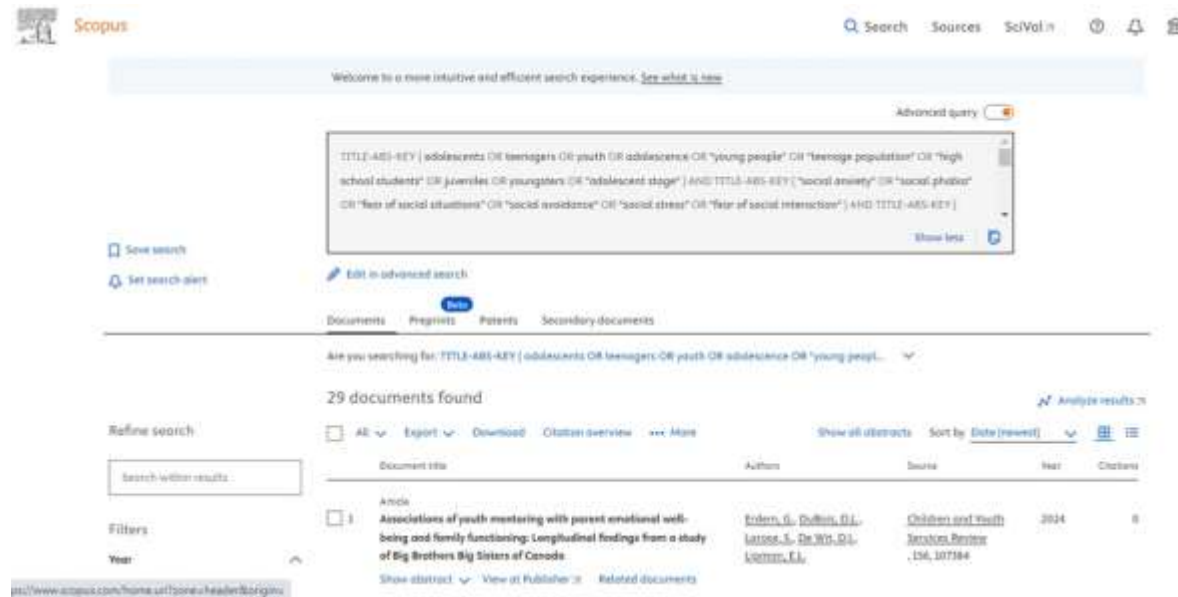 Scopus
Search Sources SciVal
Welcome to a more intuitive and efficient search experience. See what is new
Advanced query
TITLE-ABS-KEY ( adolescents OR teenagers OR youth OR adolescence OR "young people" OR "teenage population" OR "high
school students" OR juveniles OR youngsters OR "adolescent stage" ) AND TITLE-ABS-KEY ( "social anxiety" OR "social phobia"
OR "fear of social situations" OR "social avoidance" OR "social stress" OR "fear of social interaction" ) AND TITLE-ABS-KEY (
Show less
Save search
Set search alert
Edit in advanced search
Beta
Documents Preprints Patents Secondary documents
Are you searching for: TITLE-ABS-KEY ( adolescents OR teenagers OR youth OR adolescence OR "young peopl...
29 documents found
Analyze results
Refine search
All Export Download Citation overview ••• More Show all abstracts Sort by Date (newest)
Search within results
Document title Authors Source Year Citations
Article
1 Associations of youth mentoring with parent emotional well- Erdem, G., DuBois, D.L., Children and Youth 2024 0
being and family functioning: Longitudinal findings from a study Larose, S., De Wit, D.J., Services Review
of Big Brothers Big Sisters of Canada Lipman, E.L. , 156, 107384
Filters
Year
Show abstract View at Publisher Related documents